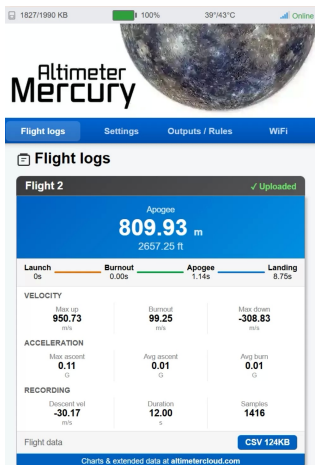 1827/1990 KB 100% 39°/43°C Online
Altimeter
Mercury
Flight logs Settings Outputs / Rules WiFi
Flight logs
Flight 2 ✓ Uploaded
Apogee
809.93 m
2657.25 ft
Launch Burnout Apogee Landing
0s 0.00s 1.14s 8.75s
VELOCITY
Max up Burnout Max down
950.73 99.25 -308.83
m/s m/s m/s
ACCELERATION
Max ascent Avg ascent Avg burn
0.11 0.01 0.01
G G G
RECORDING
Descent vel Duration Samples
-30.17 12.00 1416
m/s s
Flight data CSV 124KB
Charts & extended data at altimetercloud.com